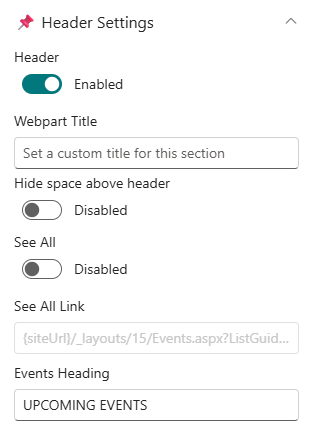 Header Settings
Header
Enabled
Webpart Title
Set a custom title for this section
Hide space above header
Disabled
See All
Disabled
See All Link
{siteUrl}/_layouts/15/Events.aspx?ListGuid...
Events Heading
UPCOMING EVENTS